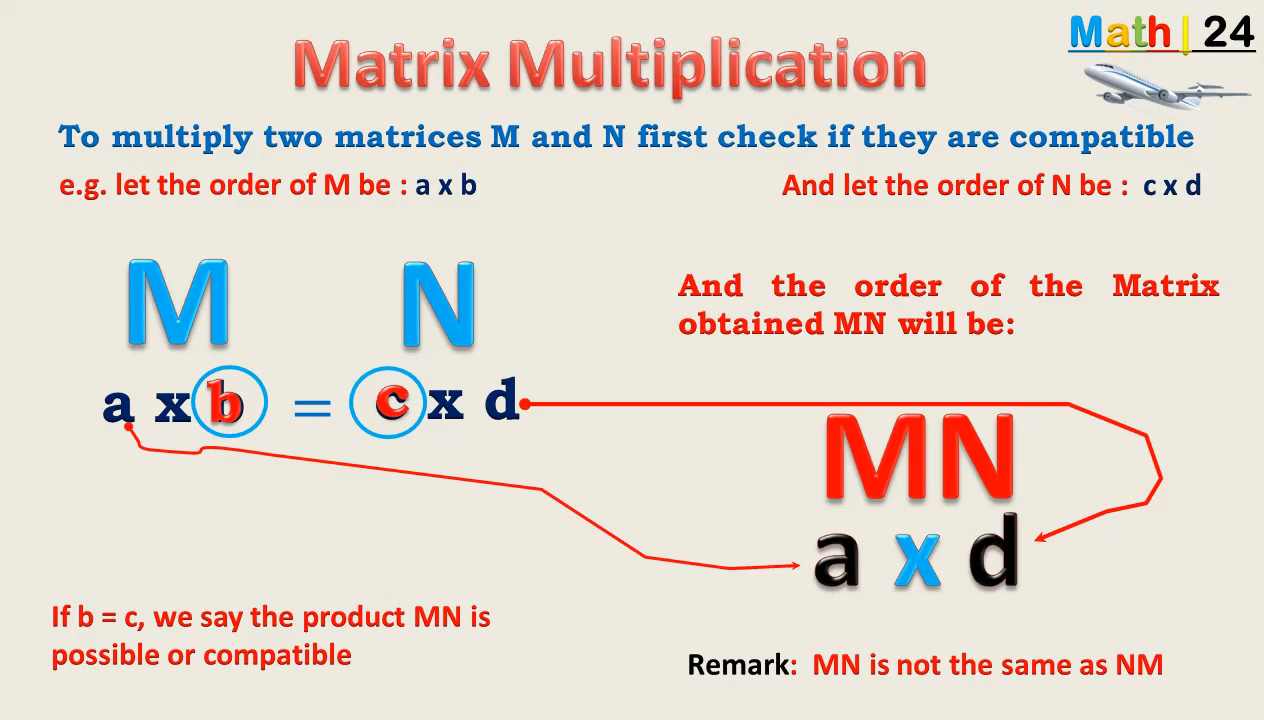 Math|24
Matrix Multiplication
To multiply two matrices M and N first check if they are compatible
e.g. let the order of M be : a x b
And let the order of N be : c x d
M N
a x b = c x d
And the order of the Matrix
obtained MN will be:
MN
a x d
If b = c, we say the product MN is
possible or compatible
Remark: MN is not the same as NM